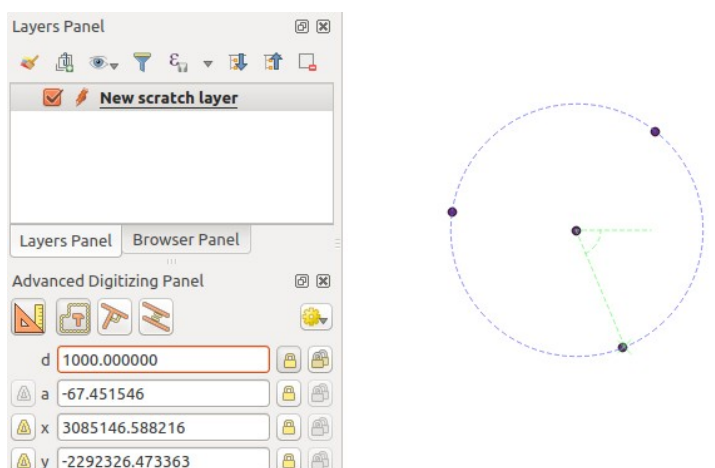 Layers Panel
New scratch layer
Layers Panel Browser Panel
Advanced Digitizing Panel
d 1000.000000
a -67.451546
x 3085146.588216
y -2292326.473363